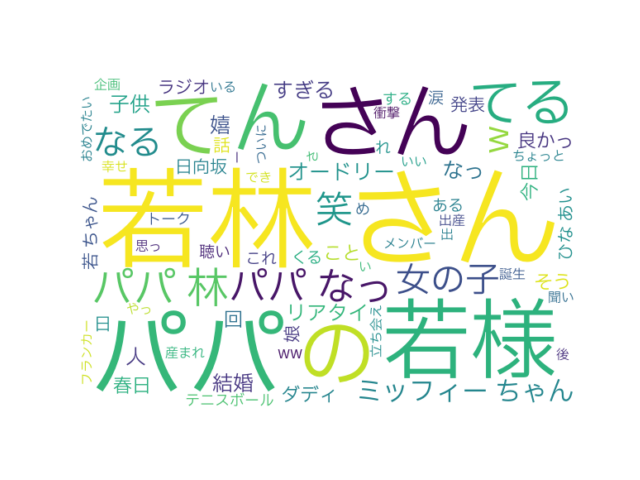 企画 ラジオ いる すぎる さん する 涙 発表 てる
おめでたい 子供 てん 衝撃
なる 嬉 れ w 良かっ
話 ー ついに セ ちょっと
幸せ 日向坂 でき オードリー いい なっ 今日
若林さん
若ちゃん トーク 笑 め ある ひなあい
思っ 聴い これ くる こと い メンバー 出産 出
パパ 林 パパ なっ 女の子 誕生 そう
やっ リアタイ 立ち会え 聞い
パパ の 若様
フランカー 日 回 娘
人 産まれ ww 後
春日 結婚 ダディ ミッフィー ちゃん
テニスボール